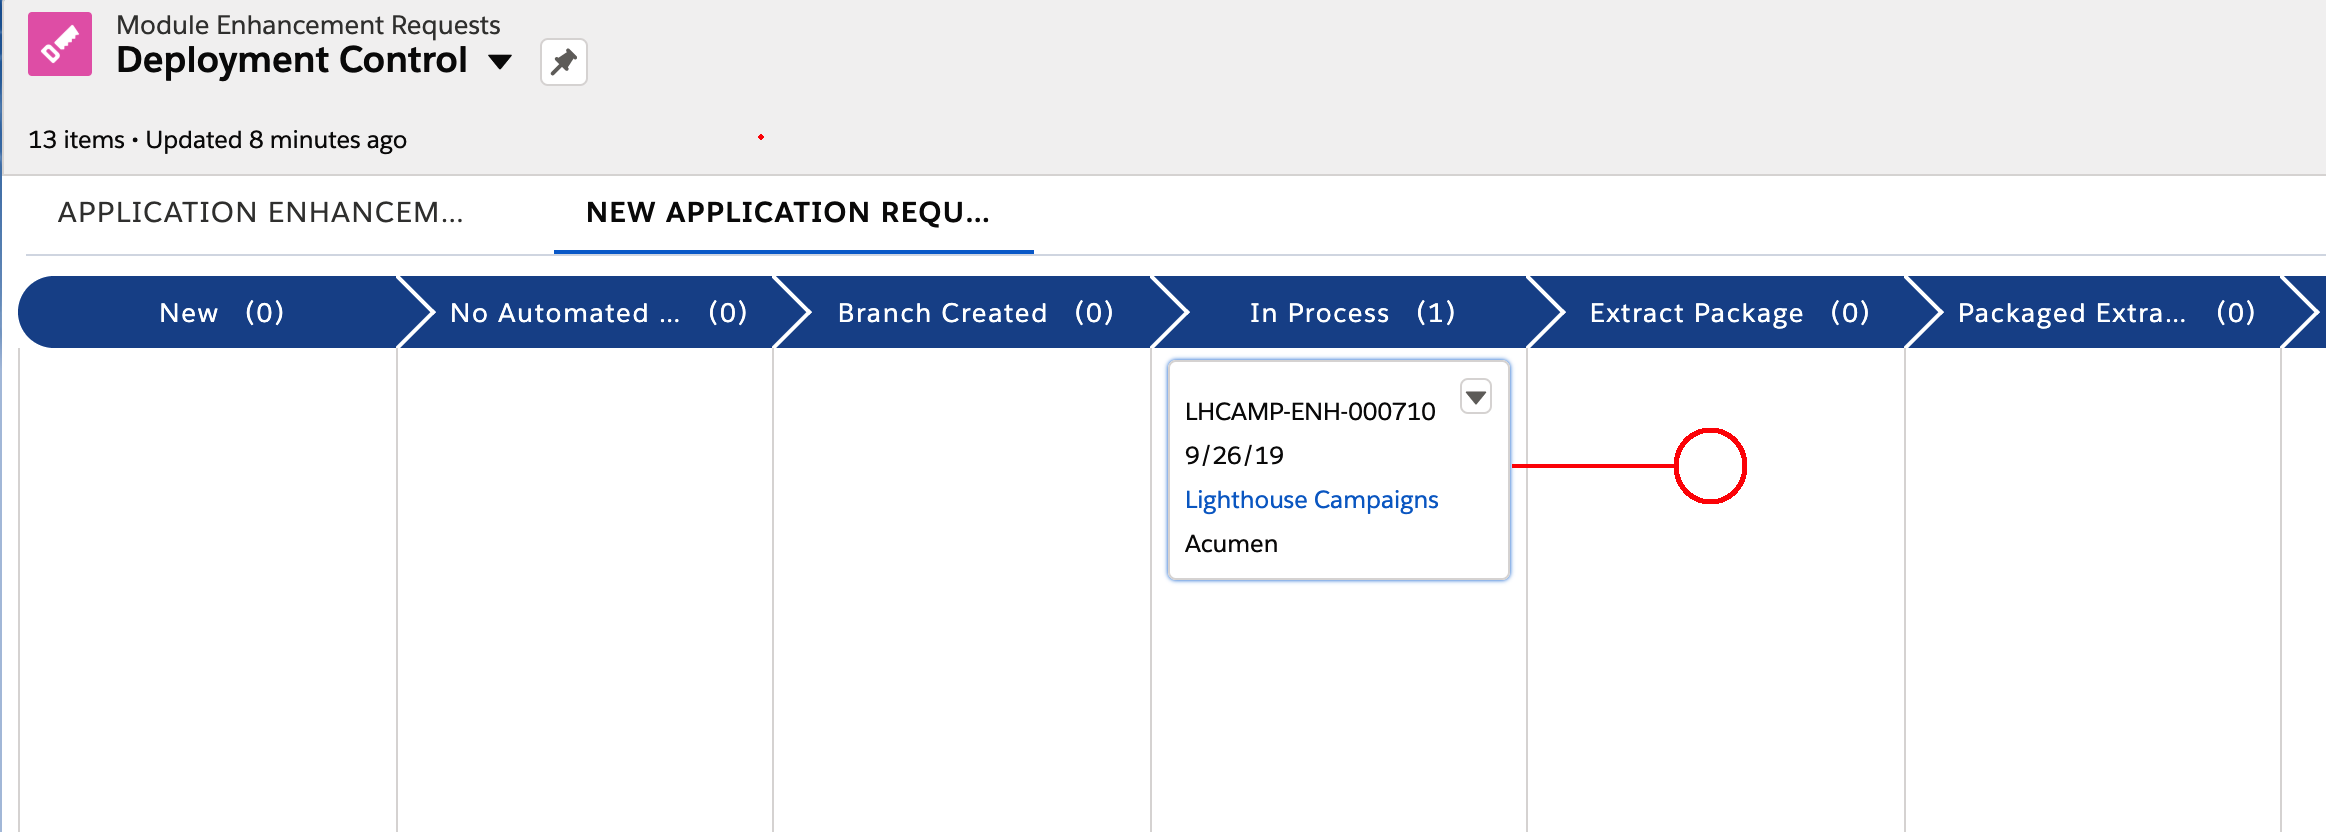 Module Enhancement Requests
Deployment Control
13 items • Updated 8 minutes ago
APPLICATION ENHANCEM...
NEW APPLICATION REQU...
New (0)
No Automated ... (0)
Branch Created (0)
In Process (1)
Extract Package (0)
Packaged Extra... (0)
LHCAMP-ENH-000710
9/26/19
Lighthouse Campaigns
Acumen